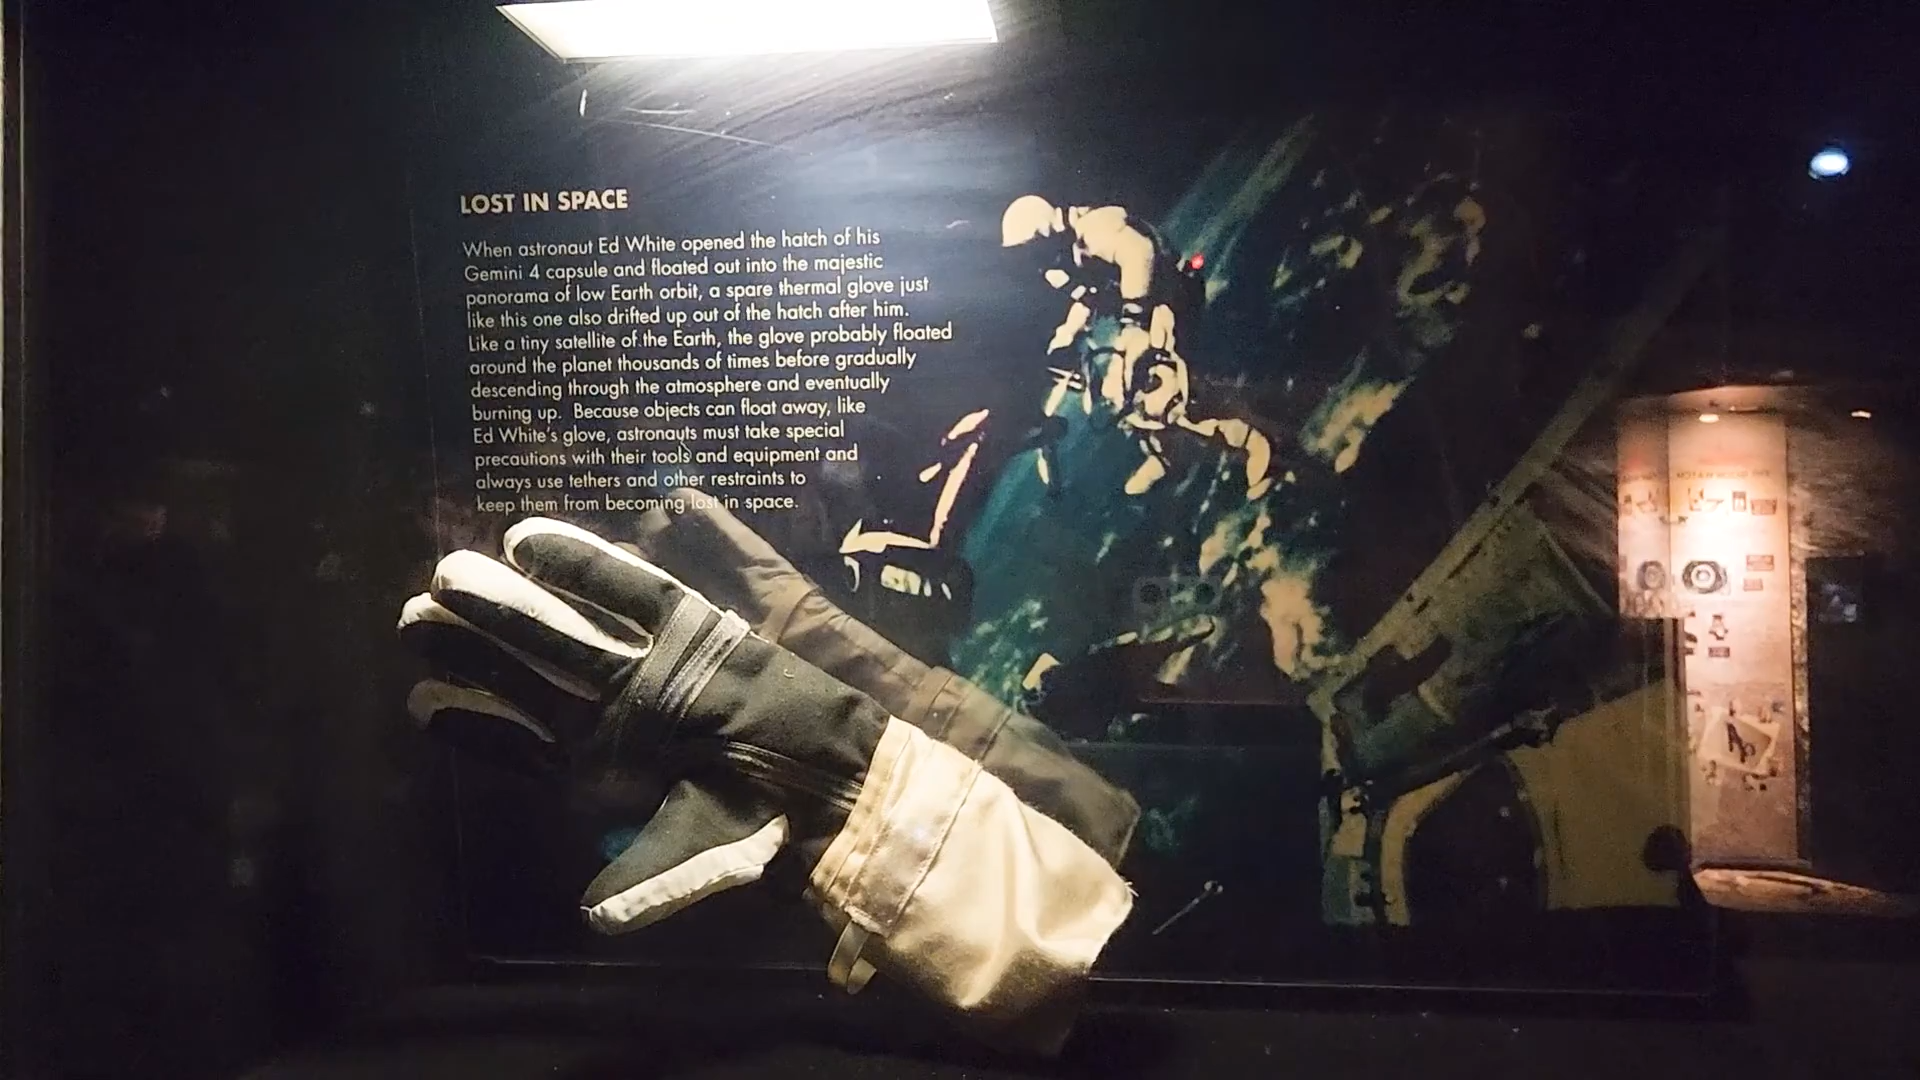 LOST IN SPACE
When astronaut Ed White opened the hatch of his
Gemini 4 capsule and floated out into the majestic
panorama of low Earth orbit, a spare thermal glove just
like this one also drifted up out of the hatch after him.
Like a tiny satellite of the Earth, the glove probably floated
around the planet thousands of times before gradually
descending through the atmosphere and eventually
burning up. Because objects can float away, like
Ed White's glove, astronauts must take special
precautions with their tools and equipment and
always use tethers and other restraints to
keep them from becoming lost in space.